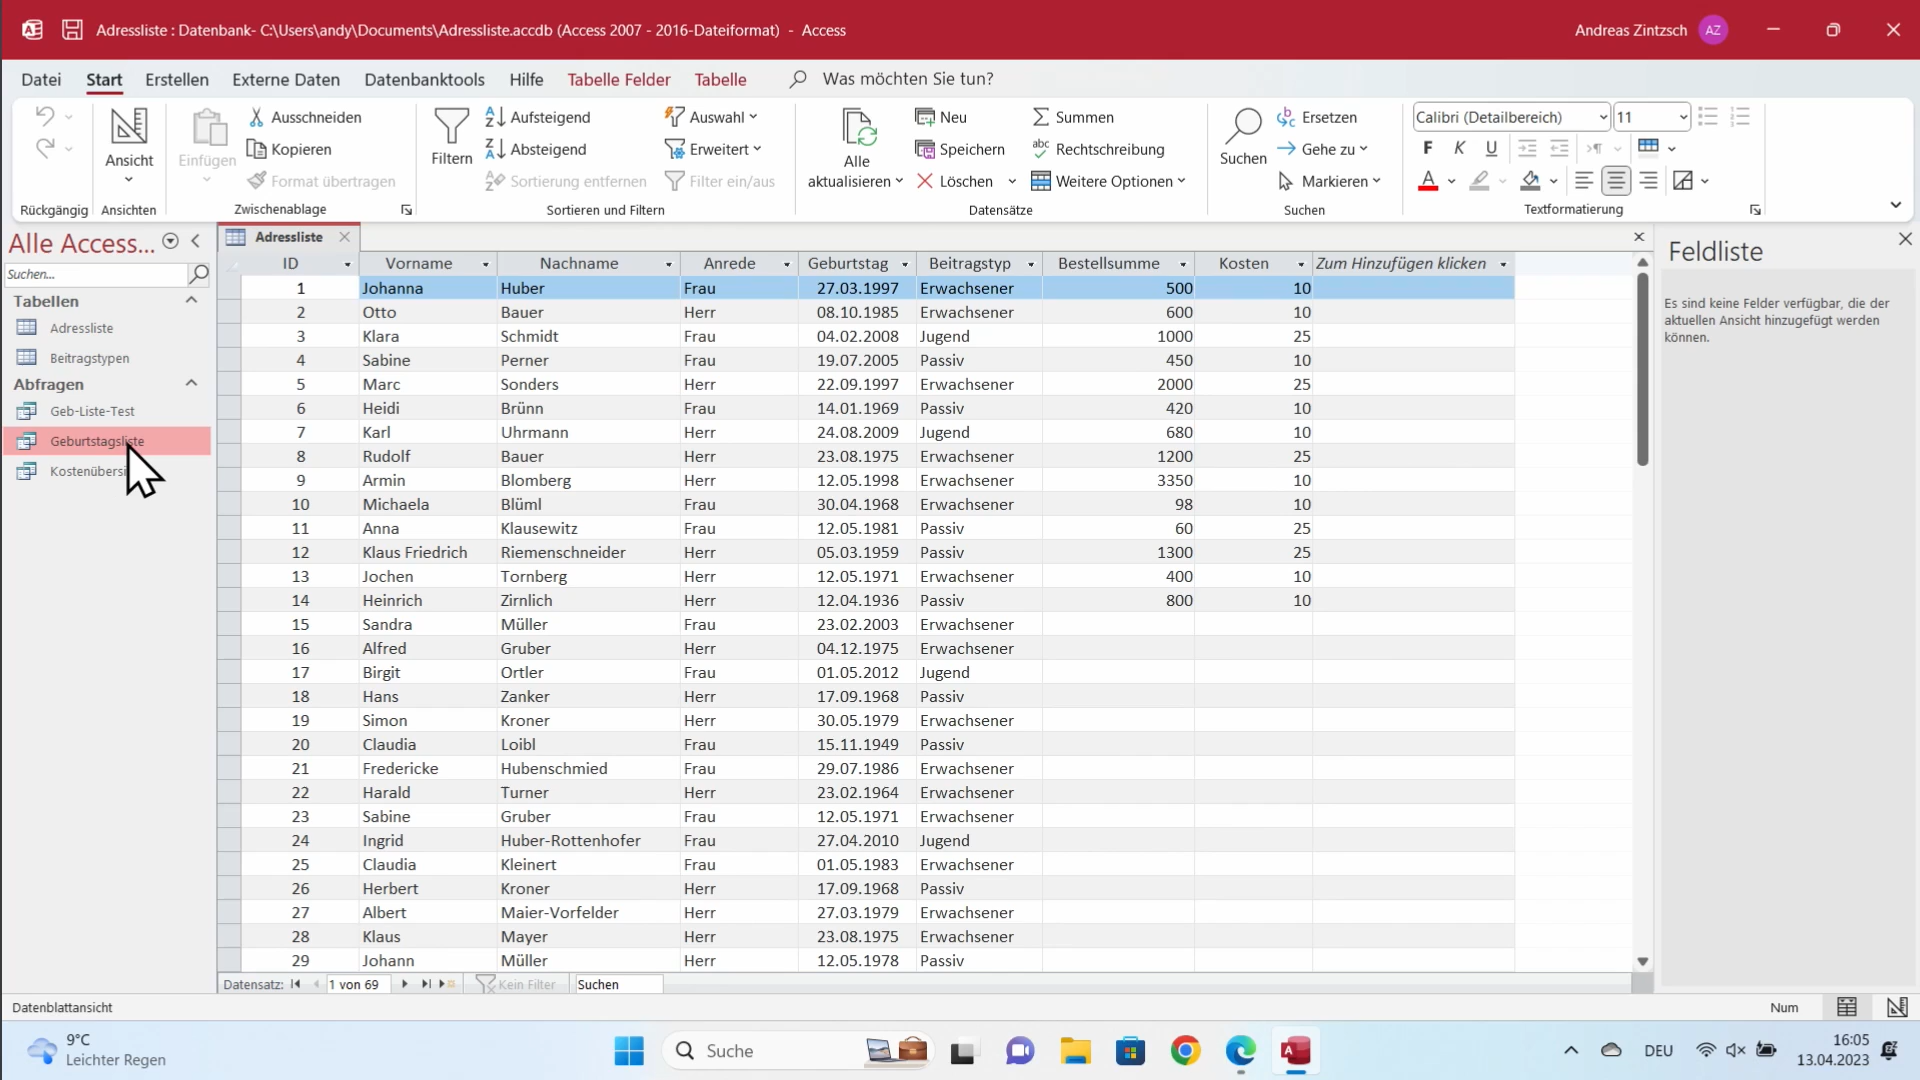 Adressliste : Datenbank- C:\Users\andy\Documents\Adressliste.accdb (Access 2007 - 2016-Dateiformat) - Access
Andreas Zintzsch AZ
Datei Start Erstellen Externe Daten Datenbanktools Hilfe Tabelle Felder Tabelle Was möchten Sie tun?
Ansicht
Einfügen
Ausschneiden
Kopieren
Format übertragen
Filtern
Aufsteigend
Absteigend
Sortierung entfernen
Auswahl
Erweitert
Filter ein/aus
Alle
aktualisieren
Neu
Speichern
Löschen
Summen
Rechtschreibung
Weitere Optionen
Suchen
Ersetzen
Gehe zu
Markieren
Calibri (Detailbereich) 11
F K U
Rückgängig Ansichten Zwischenablage Sortieren und Filtern Datensätze Suchen Textformatierung
Alle Access...
Suchen...
Tabellen
Adressliste
Beitragstypen
Abfragen
Geb-Liste-Test
Geburtstagsliste
Kostenübersi
Adressliste
ID Vorname Nachname Anrede Geburtstag Beitragstyp Bestellsumme Kosten Zum Hinzufügen klicken
1 Johanna Huber Frau 27.03.1997 Erwachsener 500 10
2 Otto Bauer Herr 08.10.1985 Erwachsener 600 10
3 Klara Schmidt Frau 04.02.2008 Jugend 1000 25
4 Sabine Perner Frau 19.07.2005 Passiv 450 10
5 Marc Sonders Herr 22.09.1997 Erwachsener 2000 25
6 Heidi Brünn Frau 14.01.1969 Passiv 420 10
7 Karl Uhrmann Herr 24.08.2009 Jugend 680 10
8 Rudolf Bauer Herr 23.08.1975 Erwachsener 1200 25
9 Armin Blomberg Herr 12.05.1998 Erwachsener 3350 10
10 Michaela Blüml Frau 30.04.1968 Erwachsener 98 10
11 Anna Klausewitz Frau 12.05.1981 Passiv 60 25
12 Klaus Friedrich Riemenschneider Herr 05.03.1959 Passiv 1300 25
13 Jochen Tornberg Herr 12.05.1971 Erwachsener 400 10
14 Heinrich Zirnlich Herr 12.04.1936 Passiv 800 10
15 Sandra Müller Frau 23.02.2003 Erwachsener
16 Alfred Gruber Herr 04.12.1975 Erwachsener
17 Birgit Ortler Frau 01.05.2012 Jugend
18 Hans Zanker Herr 17.09.1968 Passiv
19 Simon Kroner Herr 30.05.1979 Erwachsener
20 Claudia Loibl Frau 15.11.1949 Passiv
21 Fredericke Hubenschmied Frau 29.07.1986 Erwachsener
22 Harald Turner Herr 23.02.1964 Erwachsener
23 Sabine Gruber Frau 12.05.1971 Erwachsener
24 Ingrid Huber-Rottenhofer Frau 27.04.2010 Jugend
25 Claudia Kleinert Frau 01.05.1983 Erwachsener
26 Herbert Kroner Herr 17.09.1968 Passiv
27 Albert Maier-Vorfelder Herr 27.03.1979 Erwachsener
28 Klaus Mayer Herr 23.08.1975 Erwachsener
29 Johann Müller Herr 12.05.1978 Passiv
Datensatz: 1 von 69 Kein Filter Suchen
Feldliste
Es sind keine Felder verfügbar, die der
aktuellen Ansicht hinzugefügt werden
können.
Datenblattansicht Num
9°C
Leichter Regen
Suche
DEU
16:05
13.04.2023